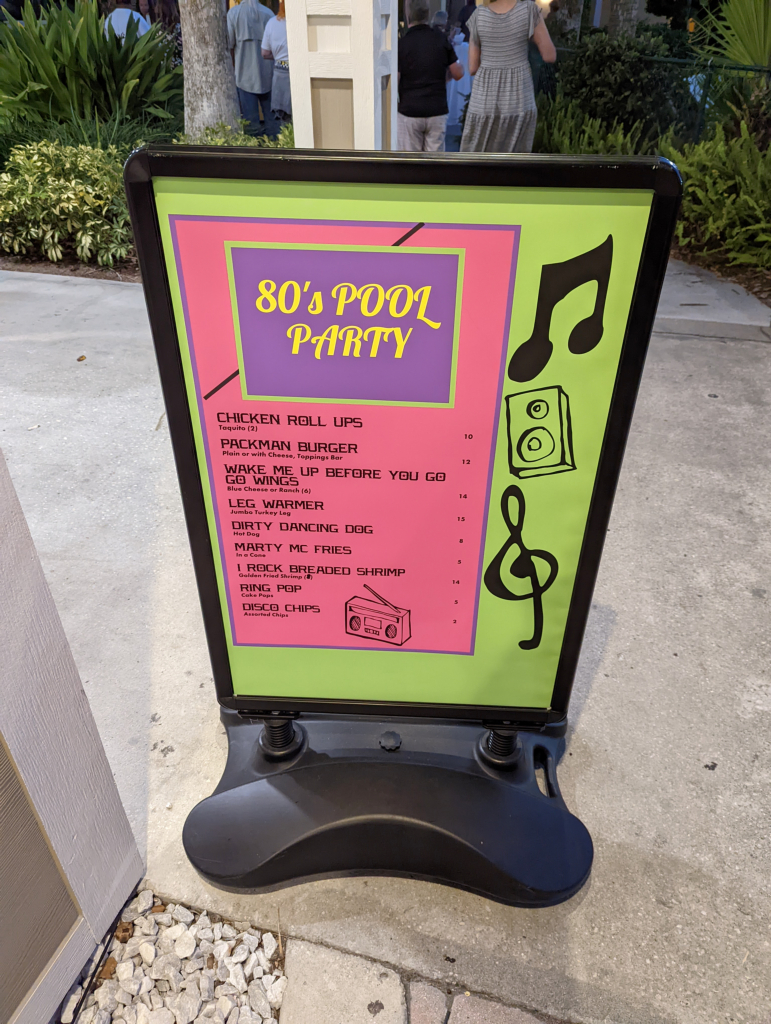 80's POOL
PARTY
CHICKEN ROLL UPS
Taquito (2)
10
PACKMAN BURGER
Plain or with Cheese, Toppings Bar
12
WAKE ME UP BEFORE YOU GO
GO WINGS
Blue Cheese or Ranch (6)
14
LEG WARMER
Jumbo Turkey Leg
15
DIRTY DANCING DOG
Hot Dog
8
MARTY MC FRIES
In a Cone
5
I ROCK BREADED SHRIMP
Golden Fried Shrimp
14
RING POP
Cake Pops
5
DISCO CHIPS
Assorted Chips